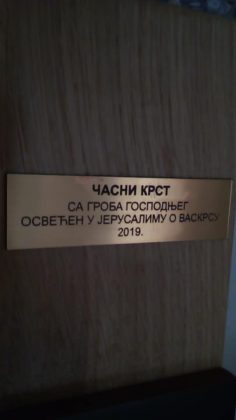 ЧАСНИ КРСТ
СА ГРОБА ГОСПОДЊЕГ
ОСВЕЋЕН У ЈЕРУСАЛИМУ О ВАСКРСУ
2019.